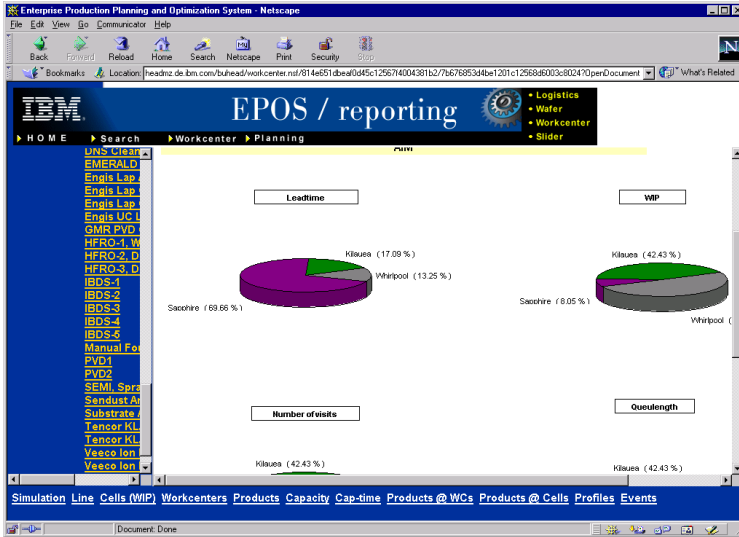 Enterprise Production Planning and Optimization System - Netscape
File Edit View Go Communicator Help
Back Forward Reload Home Search Netscape Print Security Stop
Bookmarks Location: headmz.de.ibm.com/buhead/workcenter.nsf/814e651dbeaf0d45c12567f4004381b2/7b676853d4be1201c12568d6003c8024?OpenDocument What's Related
IBM EPOS / reporting
Logistics
Wafer
Workcenter
Slider
HOME Search Workcenter Planning
DNS Clean
EMERALD
Engis Lap
Engis Lap
Engis Lap
Engis UC L
GMR PVD
HFRO-1, W
HFRO-2, D
HFRO-3, D
IBDS-1
IBDS-2
IBDS-3
IBDS-4
IBDS-5
Manual Fo
PVD1
PVD2
SEMI, Spra
Sendust Ar
Substrate
Tencor KL
Tencor KL
Veeco Ion
Veeco Ion
AIM
Leadtime
WIP
Kilauea (17.09 %)
Whirlpool (13.25 %)
Sapphire (69.66 %)
Kilauea (42.43 %)
Sapphire (8.05 %)
Whirlpool (
Number of visits
Queulength
Kilauea (42.43 %)
Kilauea (42.43 %)
Simulation Line Cells (WIP) Workcenters Products Capacity Cap-time Products @ WCs Products @ Cells Profiles Events
Document: Done